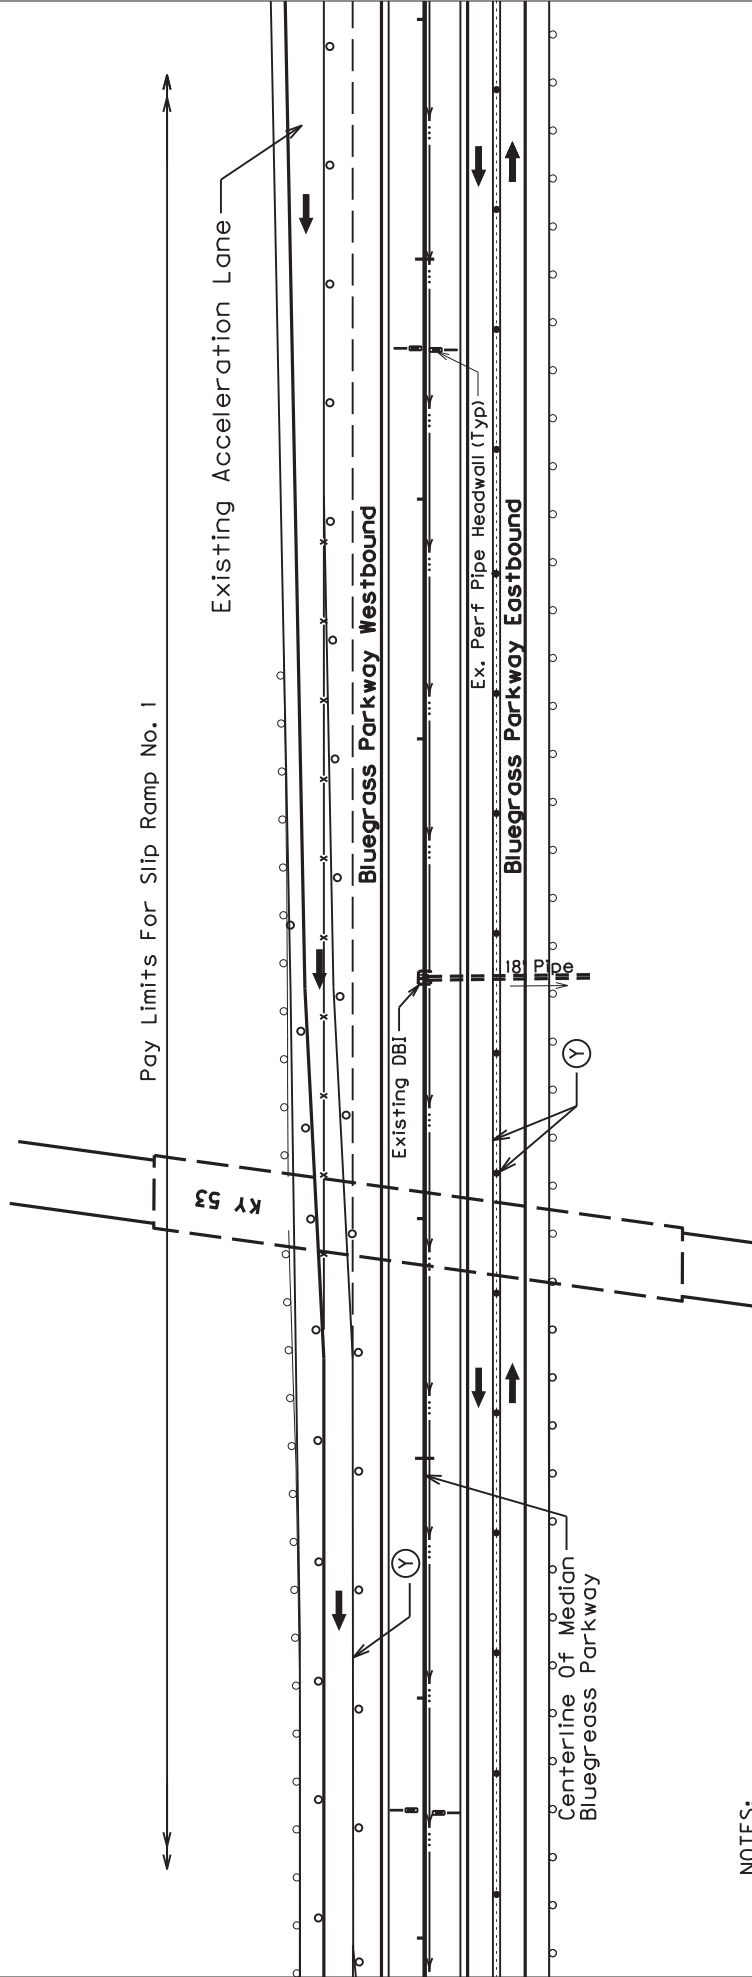 Pay Limits For Slip Ramp No. 1
Existing Acceleration Lane
KY 53
Bluegrass Parkway Westbound
Existing DBI
Y
Ex. Perf Pipe Headwall (Typ)
Bluegrass Parkway Eastbound
18" Pipe
Y
Centerline Of Median
Bluegreass Parkway
NOTES: